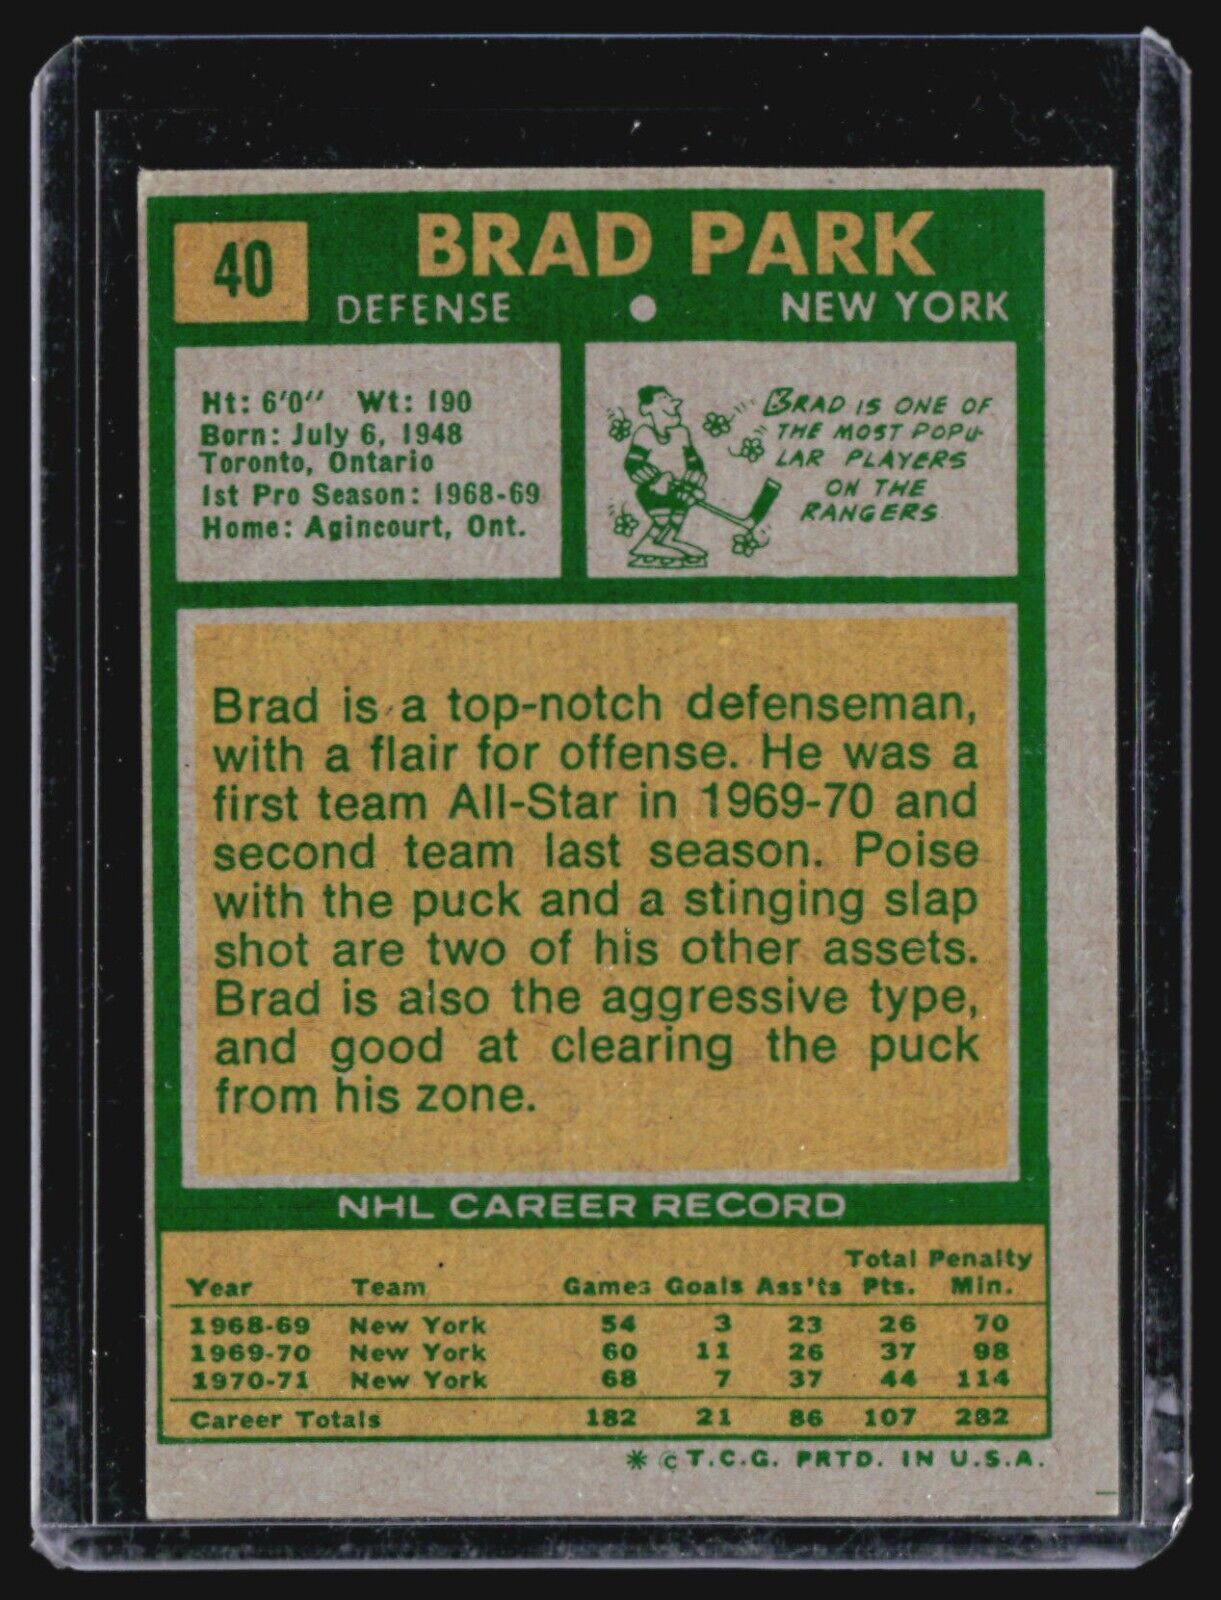 40
BRAD PARK
DEFENSE • NEW YORK
Ht: 6'0" Wt: 190
Born: July 6, 1948
Toronto, Ontario
1st Pro Season: 1968-69
Home: Agincourt, Ont.
BRAD IS ONE OF
THE MOST POPU-
LAR PLAYERS
ON THE
RANGERS
Brad is a top-notch defenseman,
with a flair for offense. He was a
first team All-Star in 1969-70 and
second team last season. Poise
with the puck and a stinging slap
shot are two of his other assets.
Brad is also the aggressive type,
and good at clearing the puck
from his zone.
NHL CAREER RECORD
Year Team Games Goals Ass'ts Total Pts. Penalty Min.
1968-69 New York 54 3 23 26 70
1969-70 New York 60 11 26 37 98
1970-71 New York 68 7 37 44 114
Career Totals 182 21 86 107 282
* © T.C.G. PRTD. IN U.S.A.